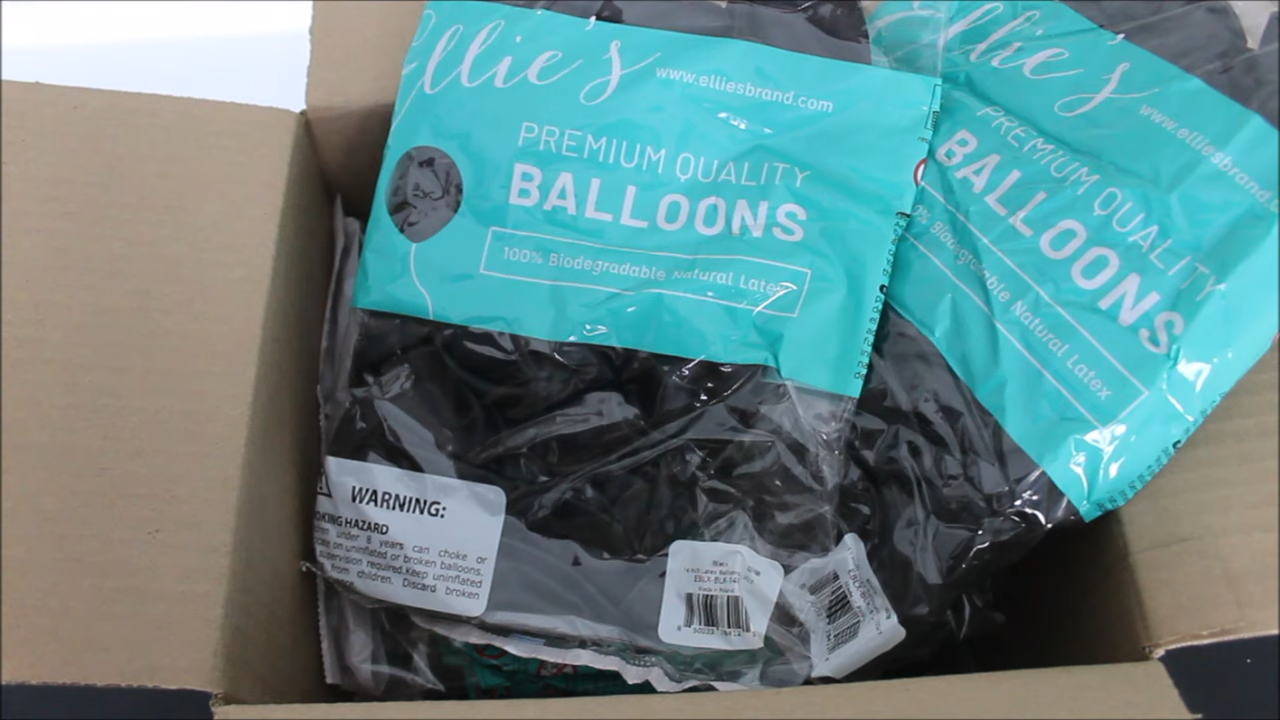 Ellie's
www.elliesbrand.com
PREMIUM QUALITY
BALLOONS
100% Biodegradable Natural Latex
Ellie's
www.elliesbrand
PREMIUM QUALITY
BALLOONS
Biodegradable Natural Latex
WARNING:
HAZARD
under 8 years can choke or
on uninflated or broken balloons.
supervision required. Keep uninflated
from children. Discard broken
Black